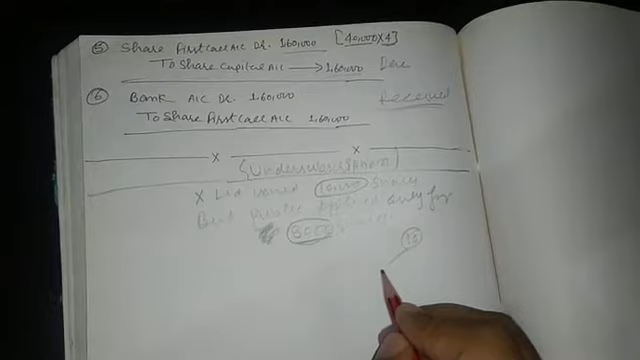 ⑤ Share First call A/c Dr. 1,60,000 [40,000 X 4]
To Share Capital A/c → 1,60,000 Due
⑥ Bank A/C Dr. 1,60,000 Received
To Share First call A/c 1,60,000
X X
(Undersubscription)
X Ltd issued 10000 Shares
But public applied only for
8000